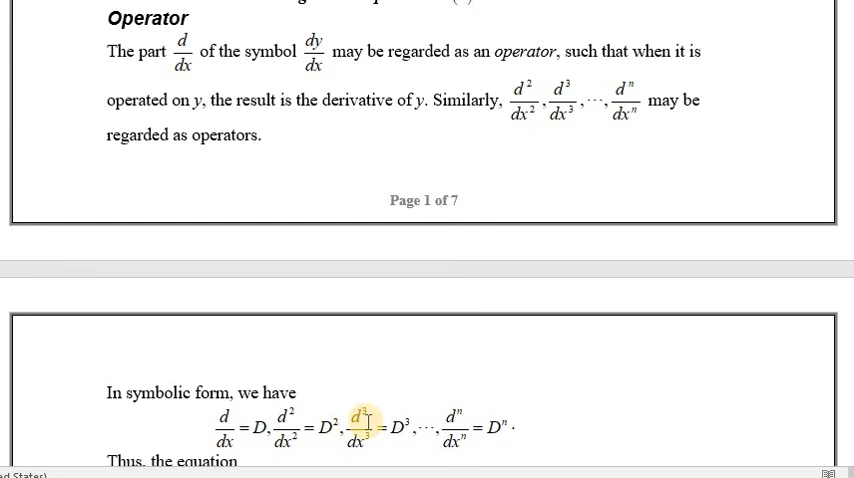 Operator
The part d/dx of the symbol dy/dx may be regarded as an operator, such that when it is
operated on y, the result is the derivative of y. Similarly, d²/dx², d³/dx³, ⋯, dⁿ/dxⁿ may be
regarded as operators.
Page 1 of 7
In symbolic form, we have
d/dx = D, d²/dx² = D², d³/dx³ = D³, ⋯, dⁿ/dxⁿ = Dⁿ.
Thus, the equation
ed States)